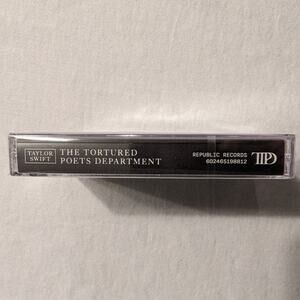 TAYLOR
SWIFT
THE TORTURED
POETS DEPARTMENT
REPUBLIC RECORDS
602465198812
TTPD